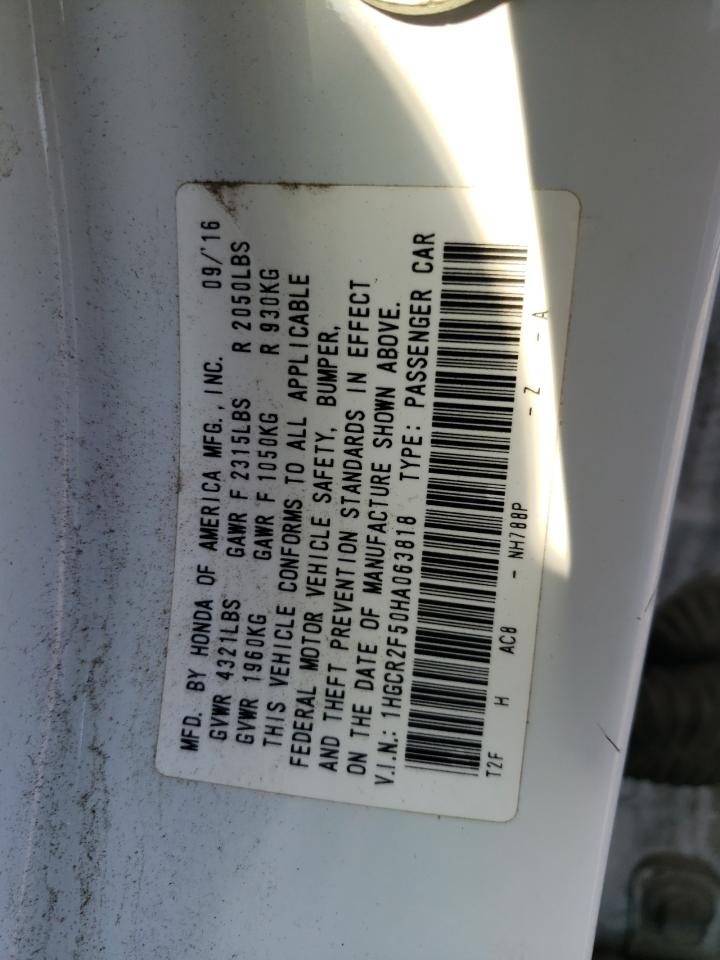 MFD. BY HONDA OF AMERICA MFG., INC. 09/'16
GVWR 4321LBS GAWR F 2315LBS R 2050LBS
GVWR 1960KG GAWR F 1050KG R 930KG
THIS VEHICLE CONFORMS TO ALL APPLICABLE
FEDERAL MOTOR VEHICLE SAFETY, BUMPER,
AND THEFT PREVENTION STANDARDS IN EFFECT
ON THE DATE OF MANUFACTURE SHOWN ABOVE.
V.I.N.: 1HGCR2F50HA063818 TYPE: PASSENGER CAR
T2F H AC8 - NH788P - Z - A